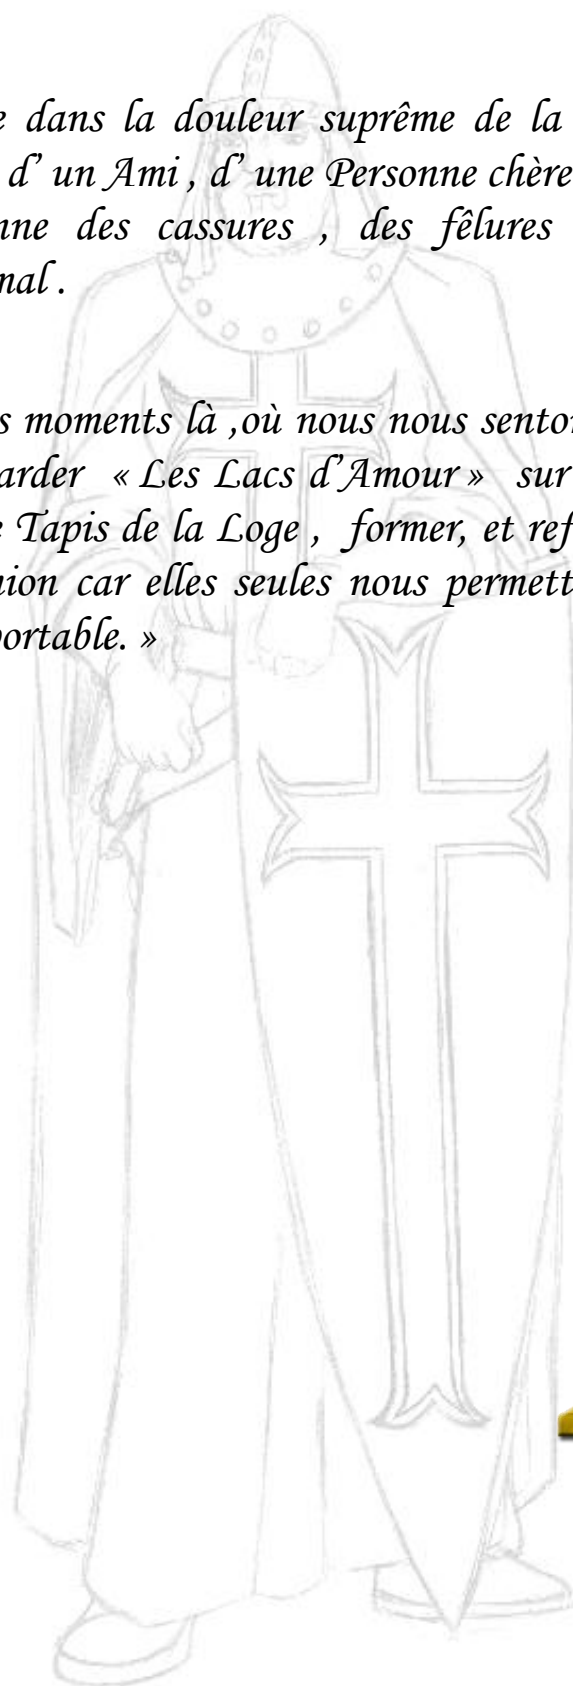 e dans la douleur suprême de la
d' un Ami , d' une Personne chère
nne des cassures , des fêlures
nal .
s moments là ,où nous nous senton
arder « Les Lacs d'Amour » sur
e Tapis de la Loge , former, et ref
nion car elles seules nous permett
portable. »